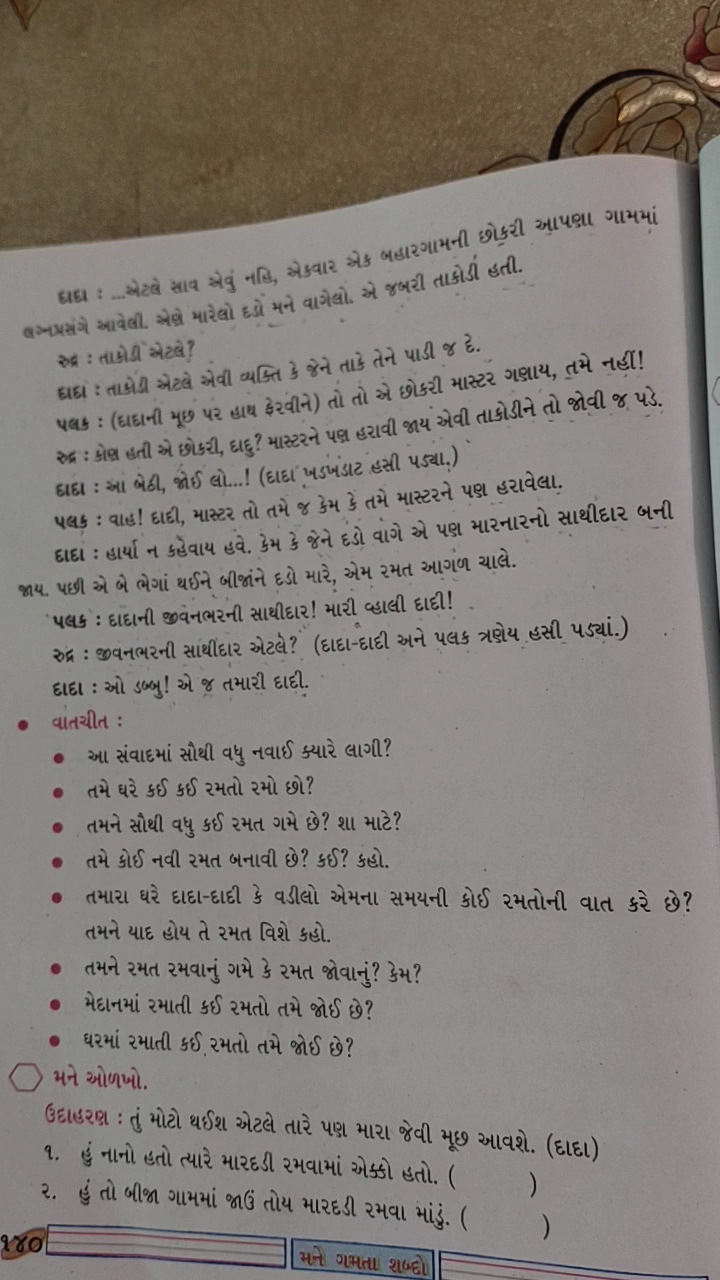 દાદા : ...એટલે સાવ એવું નહિ, એકવાર એક બહારગામની છોકરી આપણા ગામમાં
લગ્નપ્રસંગે આવેલી. એણે મારેલો દડો મને વાગેલો. એ જબરી તાકોડી હતી.
રુદ્ર : તાકોડી એટલે?
દાદા : તાકોડી એટલે એવી વ્યક્તિ કે જેને તાકે તેને પાડી જ દે.
પલક : (દાદાની મૂછ પર હાથ ફેરવીને) તો તો એ છોકરી માસ્ટર ગણાય, તમે નહીં!
રુદ્ર : કોણ હતી એ છોકરી, દાદુ? માસ્ટરને પણ હરાવી જાય એવી તાકોડીને તો જોવી જ પડે.
દાદા : આ બેઠી, જોઈ લો...! (દાદા ખડખડાટ હસી પડ્યા.)
પલક : વાહ! દાદી, માસ્ટર તો તમે જ કેમ કે તમે માસ્ટરને પણ હરાવેલા.
દાદા : હાર્યા ન કહેવાય હવે. કેમ કે જેને દડો વાગે એ પણ મારનારનો સાથીદાર બની
જાય. પછી એ બે ભેગાં થઈને બીજાંને દડો મારે, એમ રમત આગળ ચાલે.
પલક : દાદાની જીવનભરની સાથીદાર! મારી વ્હાલી દાદી!
રુદ્ર : જીવનભરની સાથીદાર એટલે? (દાદા-દાદી અને પલક ત્રણેય હસી પડ્યાં.)
દાદા : ઓ ડબ્બુ! એ જ તમારી દાદી.
• વાતચીત :
• આ સંવાદમાં સૌથી વધુ નવાઈ ક્યારે લાગી?
• તમે ઘરે કઈ કઈ રમતો રમો છો?
• તમને સૌથી વધુ કઈ રમત ગમે છે? શા માટે?
• તમે કોઈ નવી રમત બનાવી છે? કઈ? કહો.
• તમારા ઘરે દાદા-દાદી કે વડીલો એમના સમયની કોઈ રમતોની વાત કરે છે?
તમને યાદ હોય તે રમત વિશે કહો.
• તમને રમત રમવાનું ગમે કે રમત જોવાનું? કેમ?
• મેદાનમાં રમાતી કઈ રમતો તમે જોઈ છે?
• ઘરમાં રમાતી કઈ રમતો તમે જોઈ છે?
મને ઓળખો.
ઉદાહરણ : તું મોટો થઈશ એટલે તારે પણ મારા જેવી મૂછ આવશે. (દાદા)
૧. હું નાનો હતો ત્યારે મારદડી રમવામાં એક્કો હતો. ( )
૨. હું તો બીજા ગામમાં જાઉં તોય મારદડી રમવા માંડું. ( )
૧૪૦
મને ગમતા શબ્દો